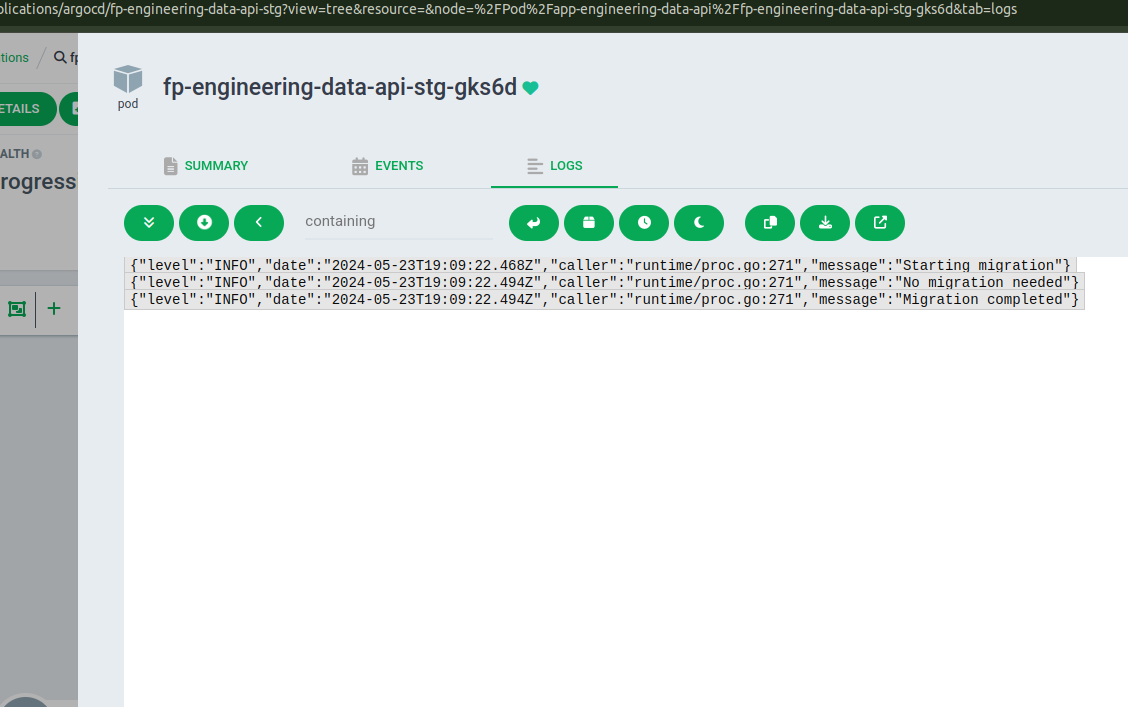 plications/argocd/fp-engineering-data-api-stg?view=tree&resource=&node=%2FPod%2Fapp-engineering-data-api%2Ffp-engineering-data-api-stg-gks6d&tab=logs
tions / fp
fp-engineering-data-api-stg-gks6d
pod
ETAILS
ALTH
rogress
SUMMARY EVENTS LOGS
containing
{"level":"INFO","date":"2024-05-23T19:09:22.468Z","caller":"runtime/proc.go:271","message":"Starting migration"}
{"level":"INFO","date":"2024-05-23T19:09:22.494Z","caller":"runtime/proc.go:271","message":"No migration needed"}
{"level":"INFO","date":"2024-05-23T19:09:22.494Z","caller":"runtime/proc.go:271","message":"Migration completed"}